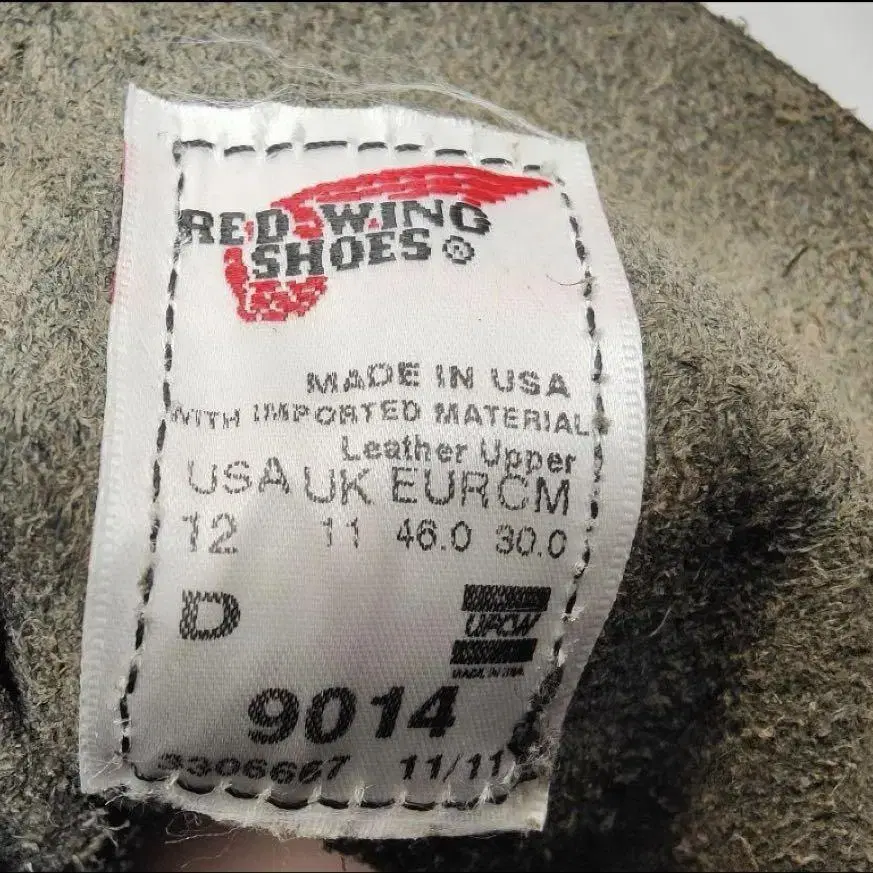 RED WING
SHOES ®
MADE IN USA
WITH IMPORTED MATERIAL
Leather Upper
USA UK EUR CM
12 11 46.0 30.0
D
UFCW
MADE IN USA
9014
3306667 11/11